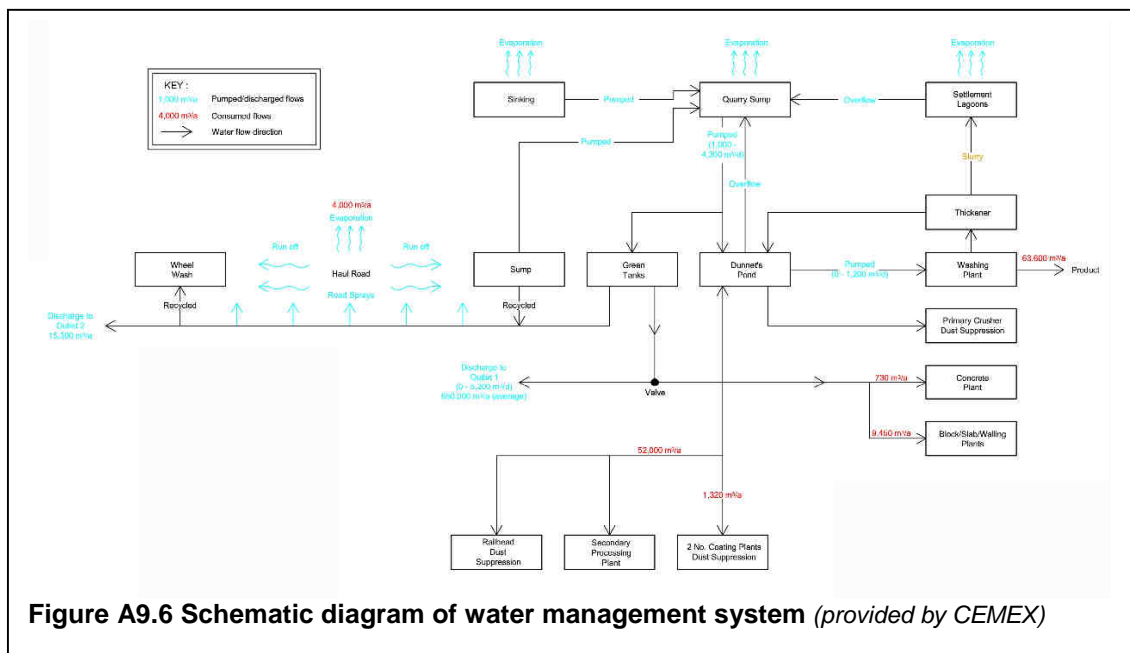 Evaporation
Evaporation
Evaporation
KEY :
1,000 m³/a Pumped/discharged flows
4,000 m³/a Consumed flows
Water flow direction
Sinking
Pumped
Quarry Sump
Overflow
Settlement
Lagoons
Pumped
Pumped
(1,000 -
4,300 m³/d)
Slurry
Overflow
4,000 m³/a
Evaporation
Thickener
Run off
Run off
Wheel
Wash
Haul Road
Sump
Green
Tanks
Dunnet's
Pond
Pumped
(0 - 1,200 m³/d)
Washing
Plant
63,600 m³/a
Product
Road Sprays
Recycled
Recycled
Discharge to
Outlet 2
15,300 m³/a
Primary Crusher
Dust Suppression
Discharge to
Outlet 1
(0 - 5,200 m³/d)
650,000 m³/a (average)
Valve
730 m³/a
Concrete
Plant
9,450 m³/a
Block/Slab/Walling
Plants
52,000 m³/a
1,320 m³/a
Railhead
Dust
Suppression
Secondary
Processing
Plant
2 No. Coating Plants
Dust Suppression
Figure A9.6 Schematic diagram of water management system (provided by CEMEX)